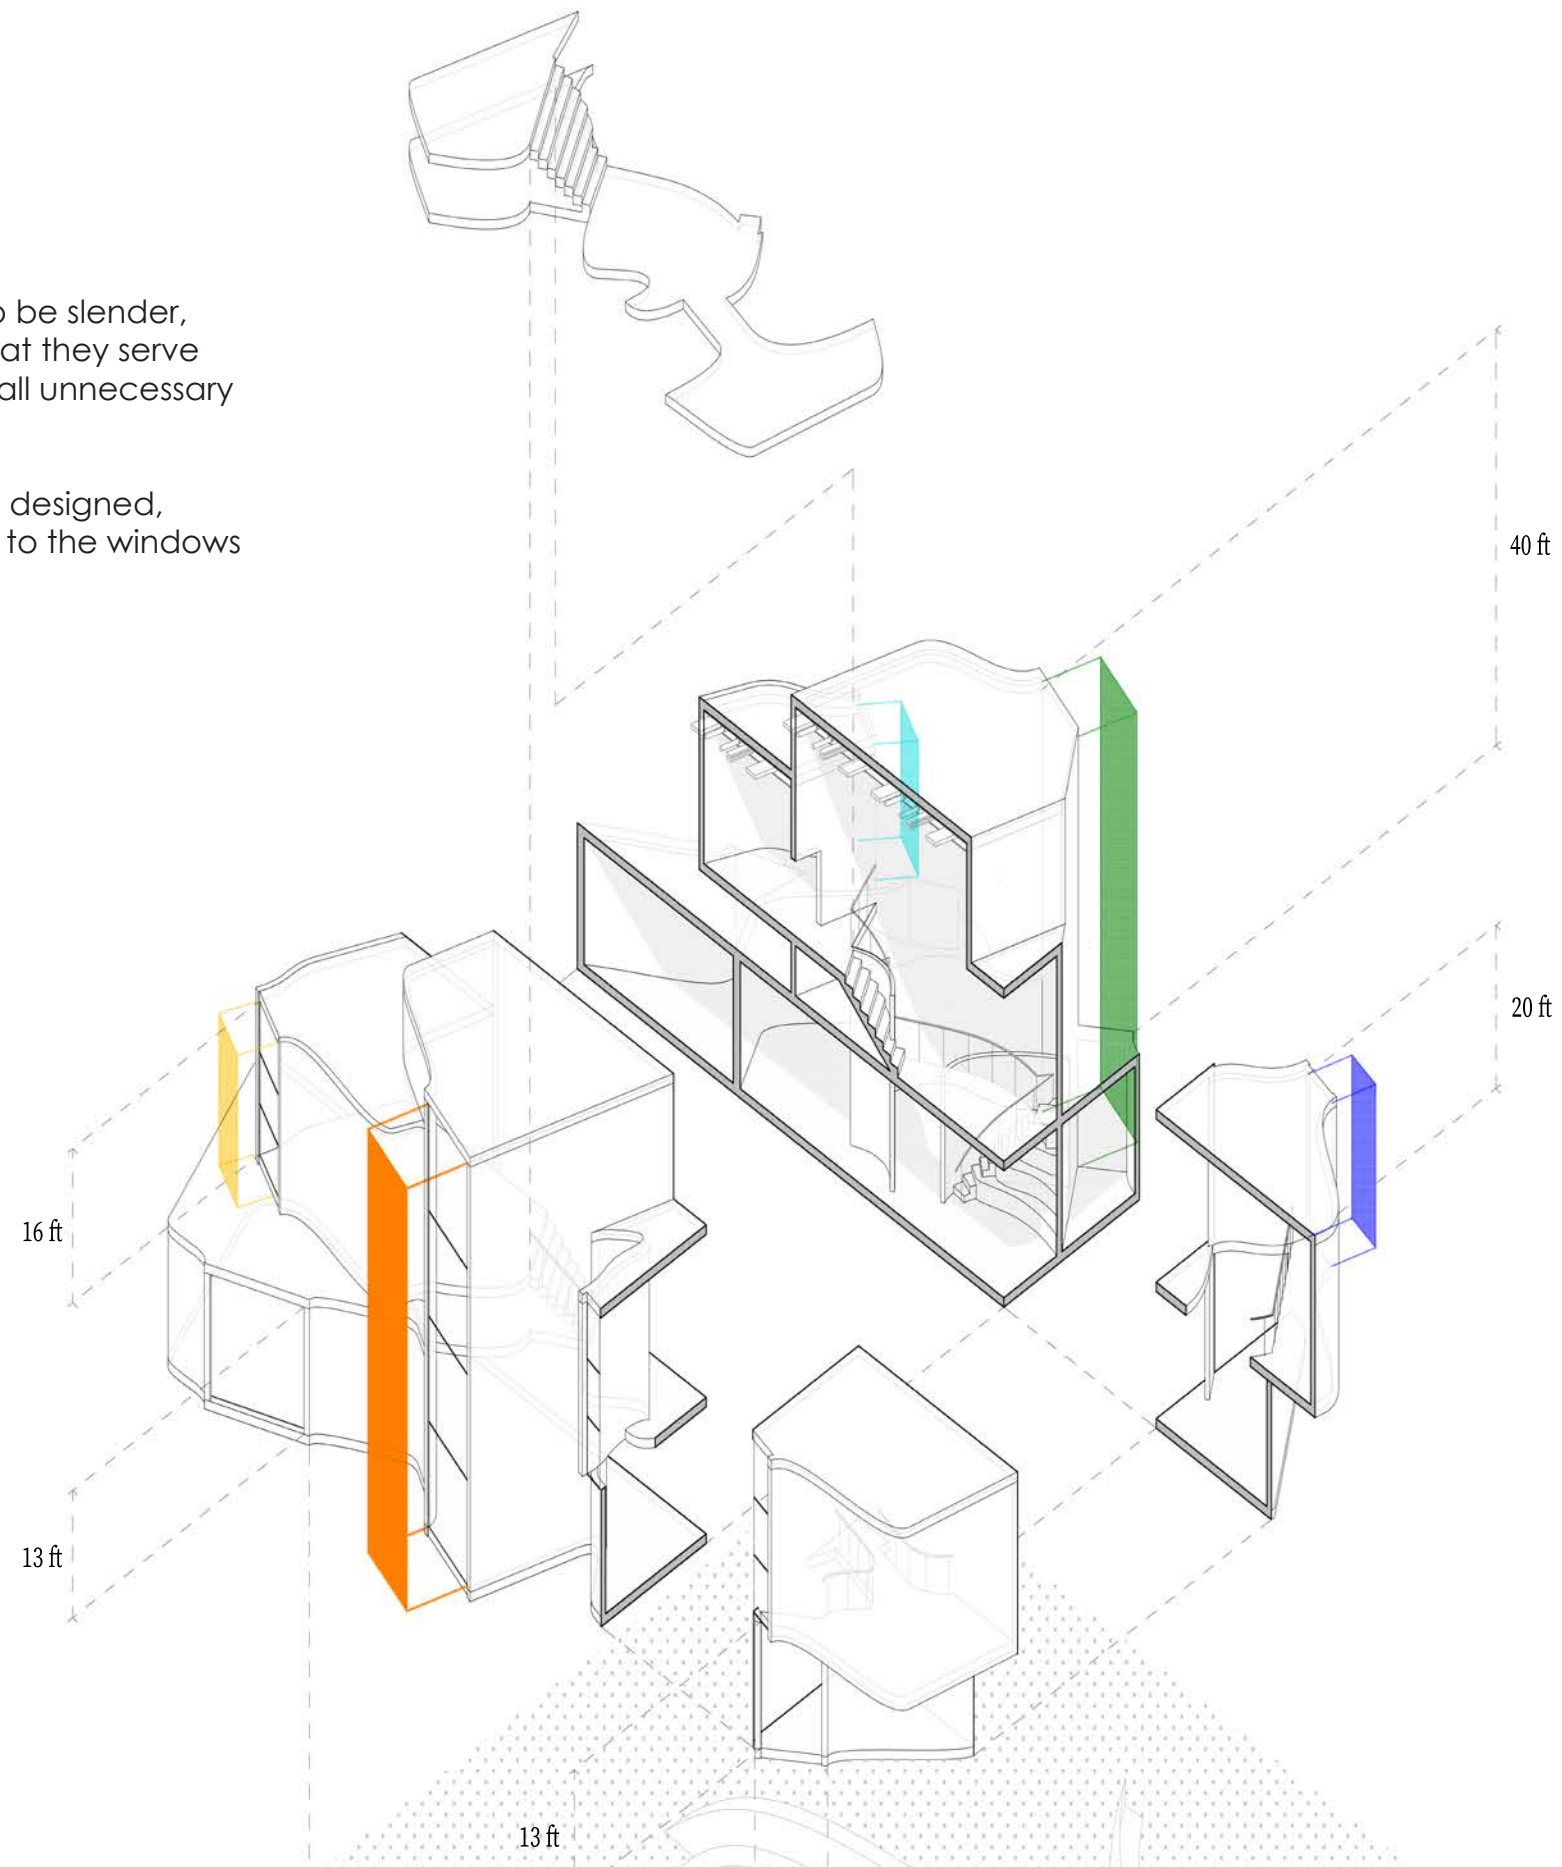 o be slender,
at they serve
all unnecessary
designed,
to the windows
40 ft
20 ft
16 ft
13 ft
13 ft